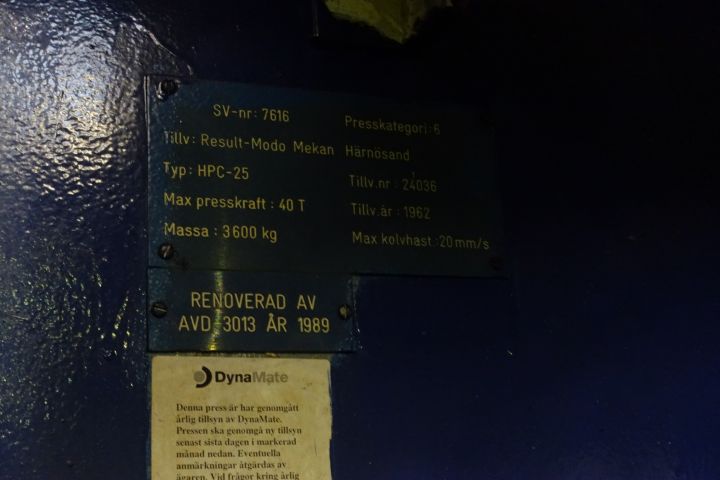 SV-nr: 7616 Presskategori: 6
Tillv: Result-Modo Mekan Härnösand
Typ: HPC-25 Tillv.nr: 24036
Max presskraft: 40 T Tillv.år: 1962
Massa: 3600 kg Max kolvhast.: 20mm/s
RENOVERAD AV
AVD 3013 ÅR 1989
DynaMate
Denna press är har genomgått
årlig tillsyn av DynaMate.
Pressen ska genomgå ny tillsyn
senast sista dagen i markerad
månad nedan. Eventuella
anmärkningar åtgärdas av
ägaren. Vid frågor kring årlig